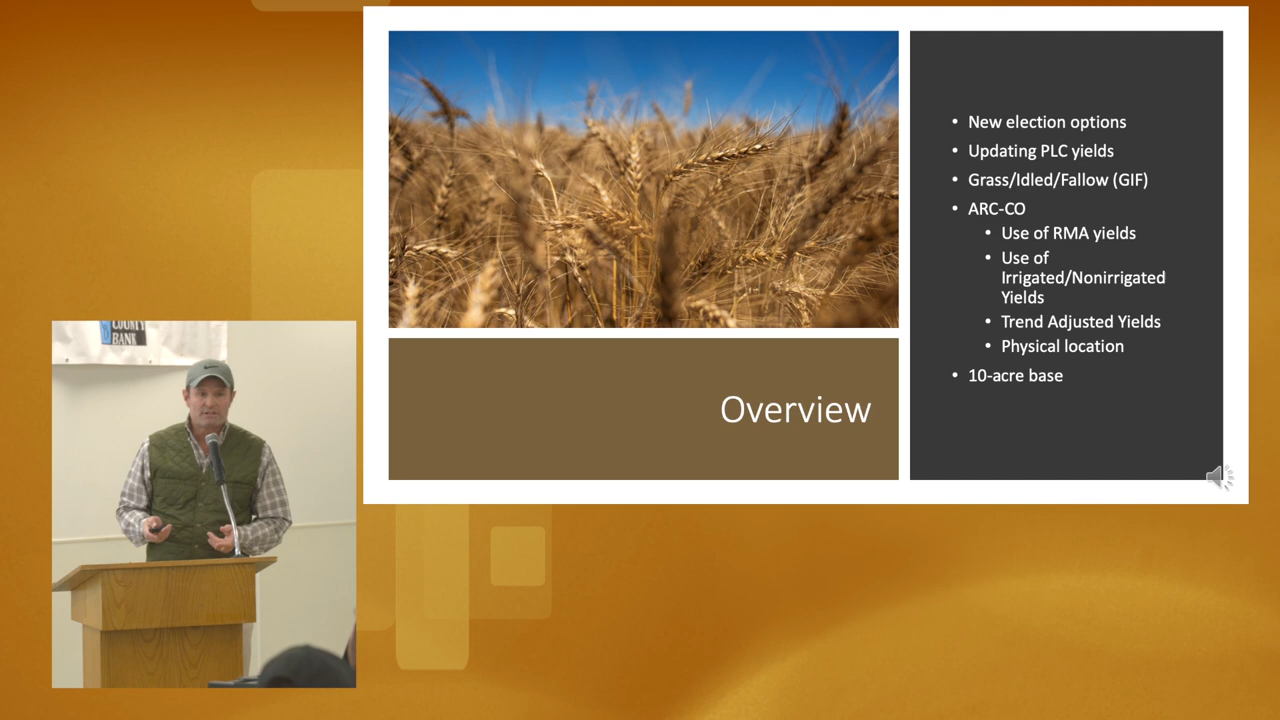 COUNTY
BANK
Overview
• New election options
• Updating PLC yields
• Grass/Idled/Fallow (GIF)
• ARC-CO
• Use of RMA yields
• Use of
Irrigated/Nonirrigated
Yields
• Trend Adjusted Yields
• Physical location
• 10-acre base